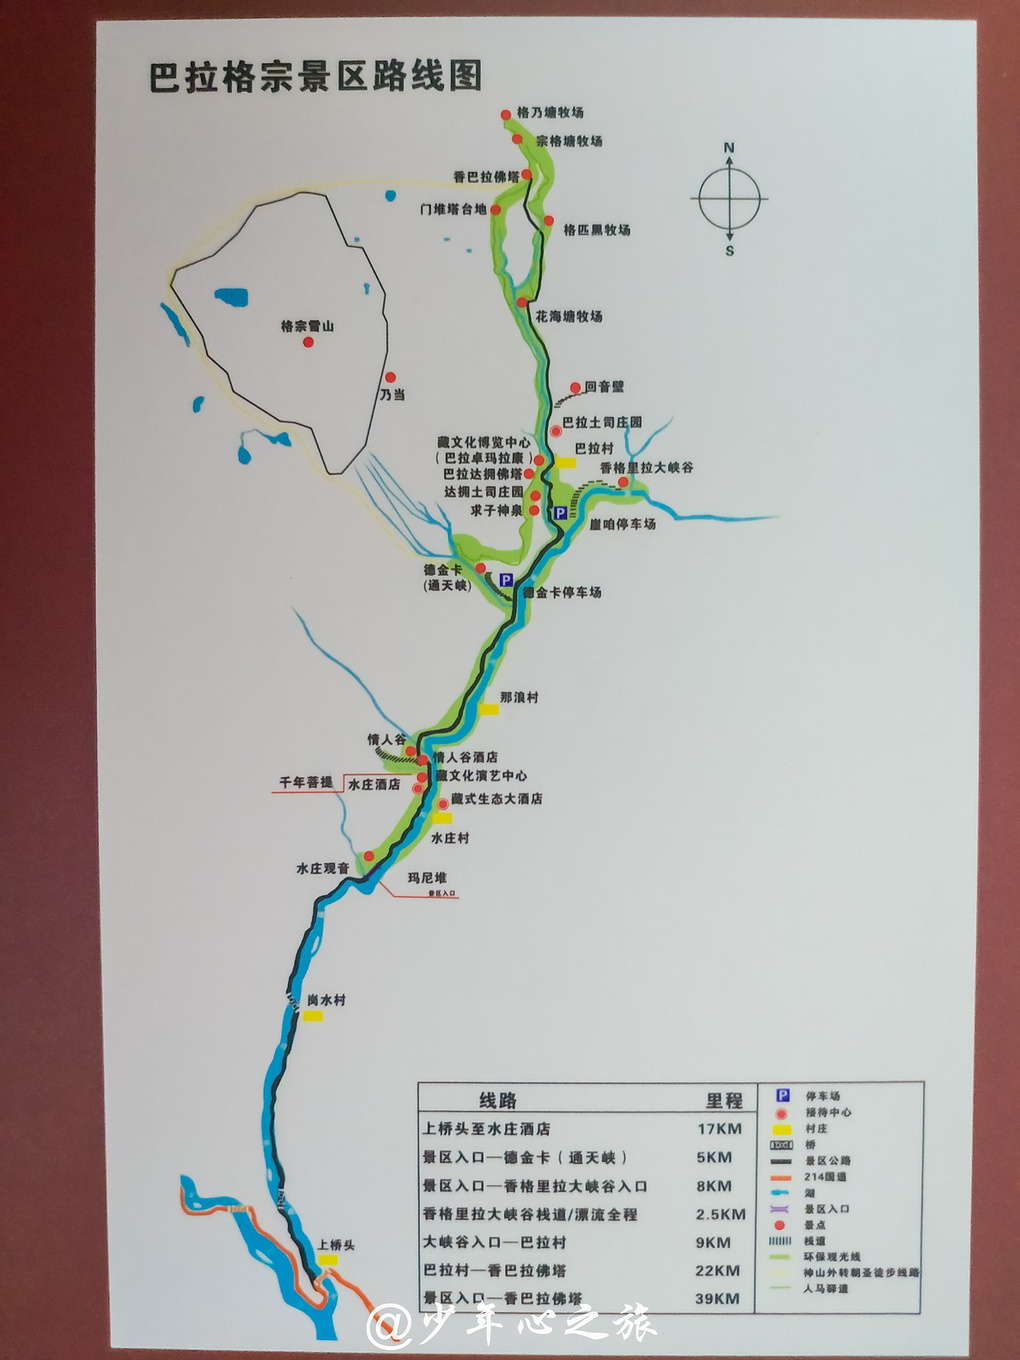 巴拉格宗景区路线图
格乃塘牧场
宗格塘牧场
N
香巴拉佛塔
门堆塔台地
格匹黑牧场
S
花海塘牧场
格宗雪山
乃当
回音壁
巴拉土司庄园
藏文化博览中心
(巴拉卓玛拉康)
巴拉村
香格里拉大峡谷
巴拉达拥佛塔
达拥土司庄园
求子神泉
P
崖咱停车场
德金卡
(通天峡)
P
德金卡停车场
那浪村
情人谷
情人谷酒店
藏文化演艺中心
千年菩提
水庄酒店
藏式生态大酒店
水庄村
水庄观音
玛尼堆
景区入口
岗水村
上桥头
线路 里程
上桥头至水庄酒店 17KM
景区入口—德金卡(通天峡) 5KM
景区入口—香格里拉大峡谷入口 8KM
香格里拉大峡谷栈道/漂流全程 2.5KM
大峡谷入口—巴拉村 9KM
巴拉村—香巴拉佛塔 22KM
景区入口—香巴拉佛塔 39KM
P 停车场
接待中心
村庄
桥
景区公路
214国道
湖
景区入口
景点
栈道
环保观光线
神山外转朝圣徒步线路
人马驿道
@少年心之旅